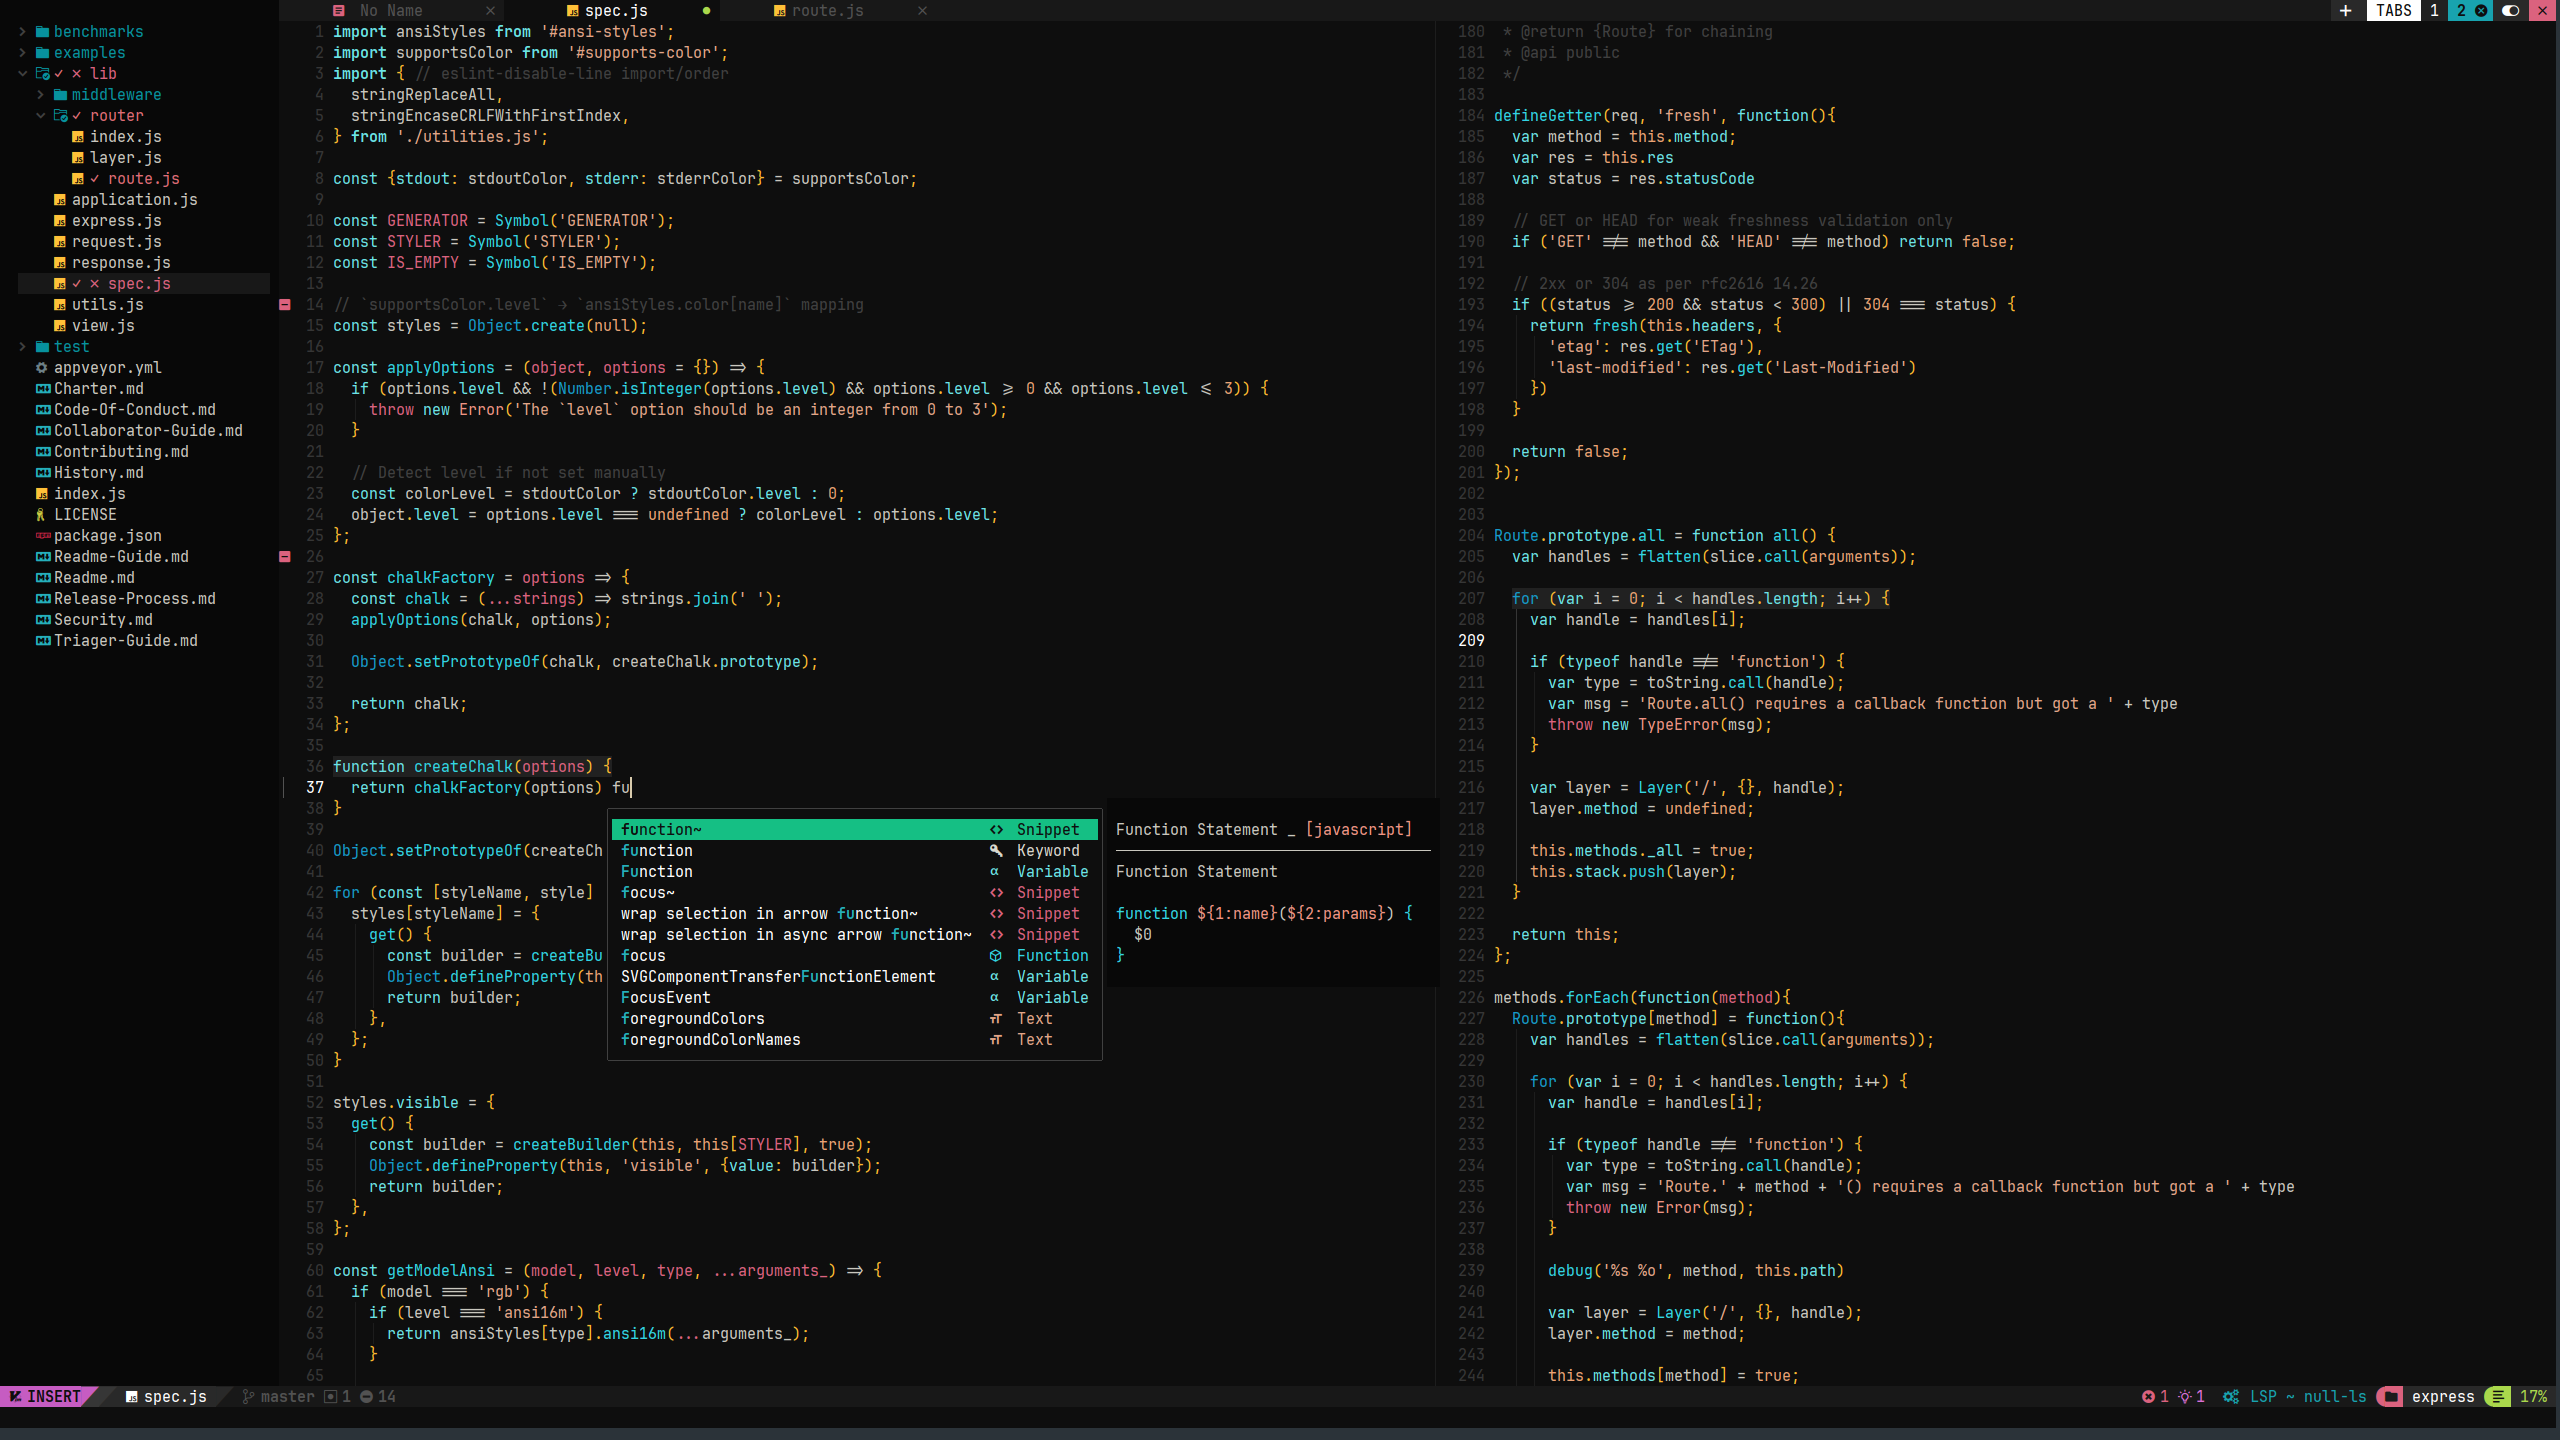 No Name
spec.js
route.js
TABS 1 2
benchmarks
examples
lib
middleware
router
index.js
layer.js
route.js
application.js
express.js
request.js
response.js
spec.js
utils.js
view.js
test
appveyor.yml
Charter.md
Code-Of-Conduct.md
Collaborator-Guide.md
Contributing.md
History.md
index.js
LICENSE
package.json
Readme-Guide.md
Readme.md
Release-Process.md
Security.md
Triager-Guide.md
1 import ansiStyles from '#ansi-styles';
2 import supportsColor from '#supports-color';
3 import { // eslint-disable-line import/order
4   stringReplaceAll,
5   stringEncaseCRLFWithFirstIndex,
6 } from './utilities.js';
7
8 const {stdout: stdoutColor, stderr: stderrColor} = supportsColor;
9
10 const GENERATOR = Symbol('GENERATOR');
11 const STYLER = Symbol('STYLER');
12 const IS_EMPTY = Symbol('IS_EMPTY');
13
14 // `supportsColor.level` → `ansiStyles.color[name]` mapping
15 const styles = Object.create(null);
16
17 const applyOptions = (object, options = {}) => {
18   if (options.level && !(Number.isInteger(options.level) && options.level >= 0 && options.level <= 3)) {
19     throw new Error('The `level` option should be an integer from 0 to 3');
20   }
21
22   // Detect level if not set manually
23   const colorLevel = stdoutColor ? stdoutColor.level : 0;
24   object.level = options.level === undefined ? colorLevel : options.level;
25 };
26
27 const chalkFactory = options => {
28   const chalk = (...strings) => strings.join(' ');
29   applyOptions(chalk, options);
30
31   Object.setPrototypeOf(chalk, createChalk.prototype);
32
33   return chalk;
34 };
35
36 function createChalk(options) {
37   return chalkFactory(options) fu
38 }
39
40 Object.setPrototypeOf(createCh
41
42 for (const [styleName, style]
43   styles[styleName] = {
44     get() {
45       const builder = createBu
46       Object.defineProperty(th
47       return builder;
48     },
49   };
50 }
51
52 styles.visible = {
53   get() {
54     const builder = createBuilder(this, this[STYLER], true);
55     Object.defineProperty(this, 'visible', {value: builder});
56     return builder;
57   },
58 };
59
60 const getModelAnsi = (model, level, type, ...arguments_) => {
61   if (model === 'rgb') {
62     if (level === 'ansi16m') {
63       return ansiStyles[type].ansi16m(...arguments_);
64     }
65
function~ Snippet
function Keyword
Function Variable
focus~ Snippet
wrap selection in arrow function~ Snippet
wrap selection in async arrow function~ Snippet
focus Function
SVGComponentTransferFunctionElement Variable
FocusEvent Variable
foregroundColors Text
foregroundColorNames Text
Function Statement _ [javascript]
Function Statement
function ${1:name}(${2:params}) {
  $0
}
180  * @return {Route} for chaining
181  * @api public
182  */
183
184 defineGetter(req, 'fresh', function(){
185   var method = this.method;
186   var res = this.res
187   var status = res.statusCode
188
189   // GET or HEAD for weak freshness validation only
190   if ('GET' !== method && 'HEAD' !== method) return false;
191
192   // 2xx or 304 as per rfc2616 14.26
193   if ((status >= 200 && status < 300) || 304 === status) {
194     return fresh(this.headers, {
195       'etag': res.get('ETag'),
196       'last-modified': res.get('Last-Modified')
197     })
198   }
199
200   return false;
201 });
202
203
204 Route.prototype.all = function all() {
205   var handles = flatten(slice.call(arguments));
206
207   for (var i = 0; i < handles.length; i++) {
208     var handle = handles[i];
209
210     if (typeof handle !== 'function') {
211       var type = toString.call(handle);
212       var msg = 'Route.all() requires a callback function but got a ' + type
213       throw new TypeError(msg);
214     }
215
216     var layer = Layer('/', {}, handle);
217     layer.method = undefined;
218
219     this.methods._all = true;
220     this.stack.push(layer);
221   }
222
223   return this;
224 };
225
226 methods.forEach(function(method){
227   Route.prototype[method] = function(){
228     var handles = flatten(slice.call(arguments));
229
230     for (var i = 0; i < handles.length; i++) {
231       var handle = handles[i];
232
233       if (typeof handle !== 'function') {
234         var type = toString.call(handle);
235         var msg = 'Route.' + method + '() requires a callback function but got a ' + type
236         throw new Error(msg);
237       }
238
239       debug('%s %o', method, this.path)
240
241       var layer = Layer('/', {}, handle);
242       layer.method = method;
243
244       this.methods[method] = true;
INSERT spec.js master 1 14
1 1 LSP ~ null-ls express 17%